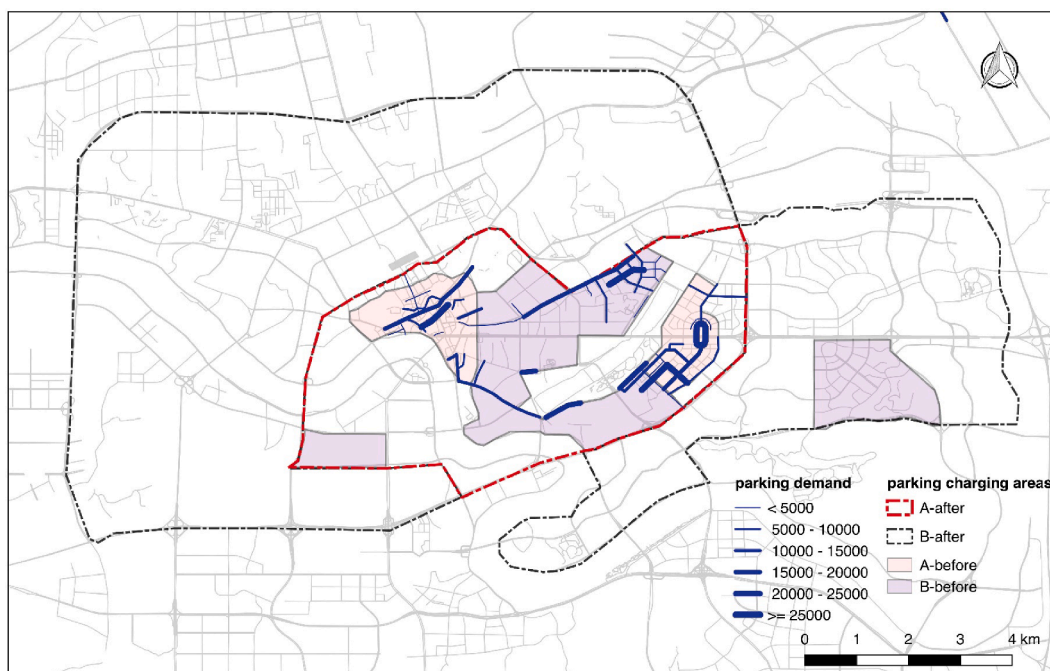 parking demand
< 5000
5000 - 10000
10000 - 15000
15000 - 20000
20000 - 25000
>= 25000
parking charging areas
A-after
B-after
A-before
B-before
0 1 2 3 4 km